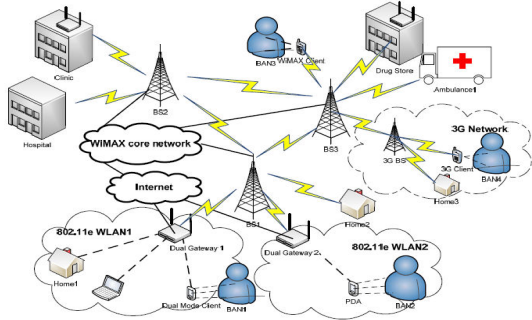 Clinic
BAN3
WiMAX Client
Drug Store
Ambulance1
BS2
Hospital
WIMAX core network
BS3
3G Network
3G BS
3G Client
BAN4
Home3
Internet
BS1
Home2
802.11e WLAN1
Dual Gateway 1
Dual Gateway 2
802.11e WLAN2
Home1
Dual Mode Client
BAN1
PDA
BAN2